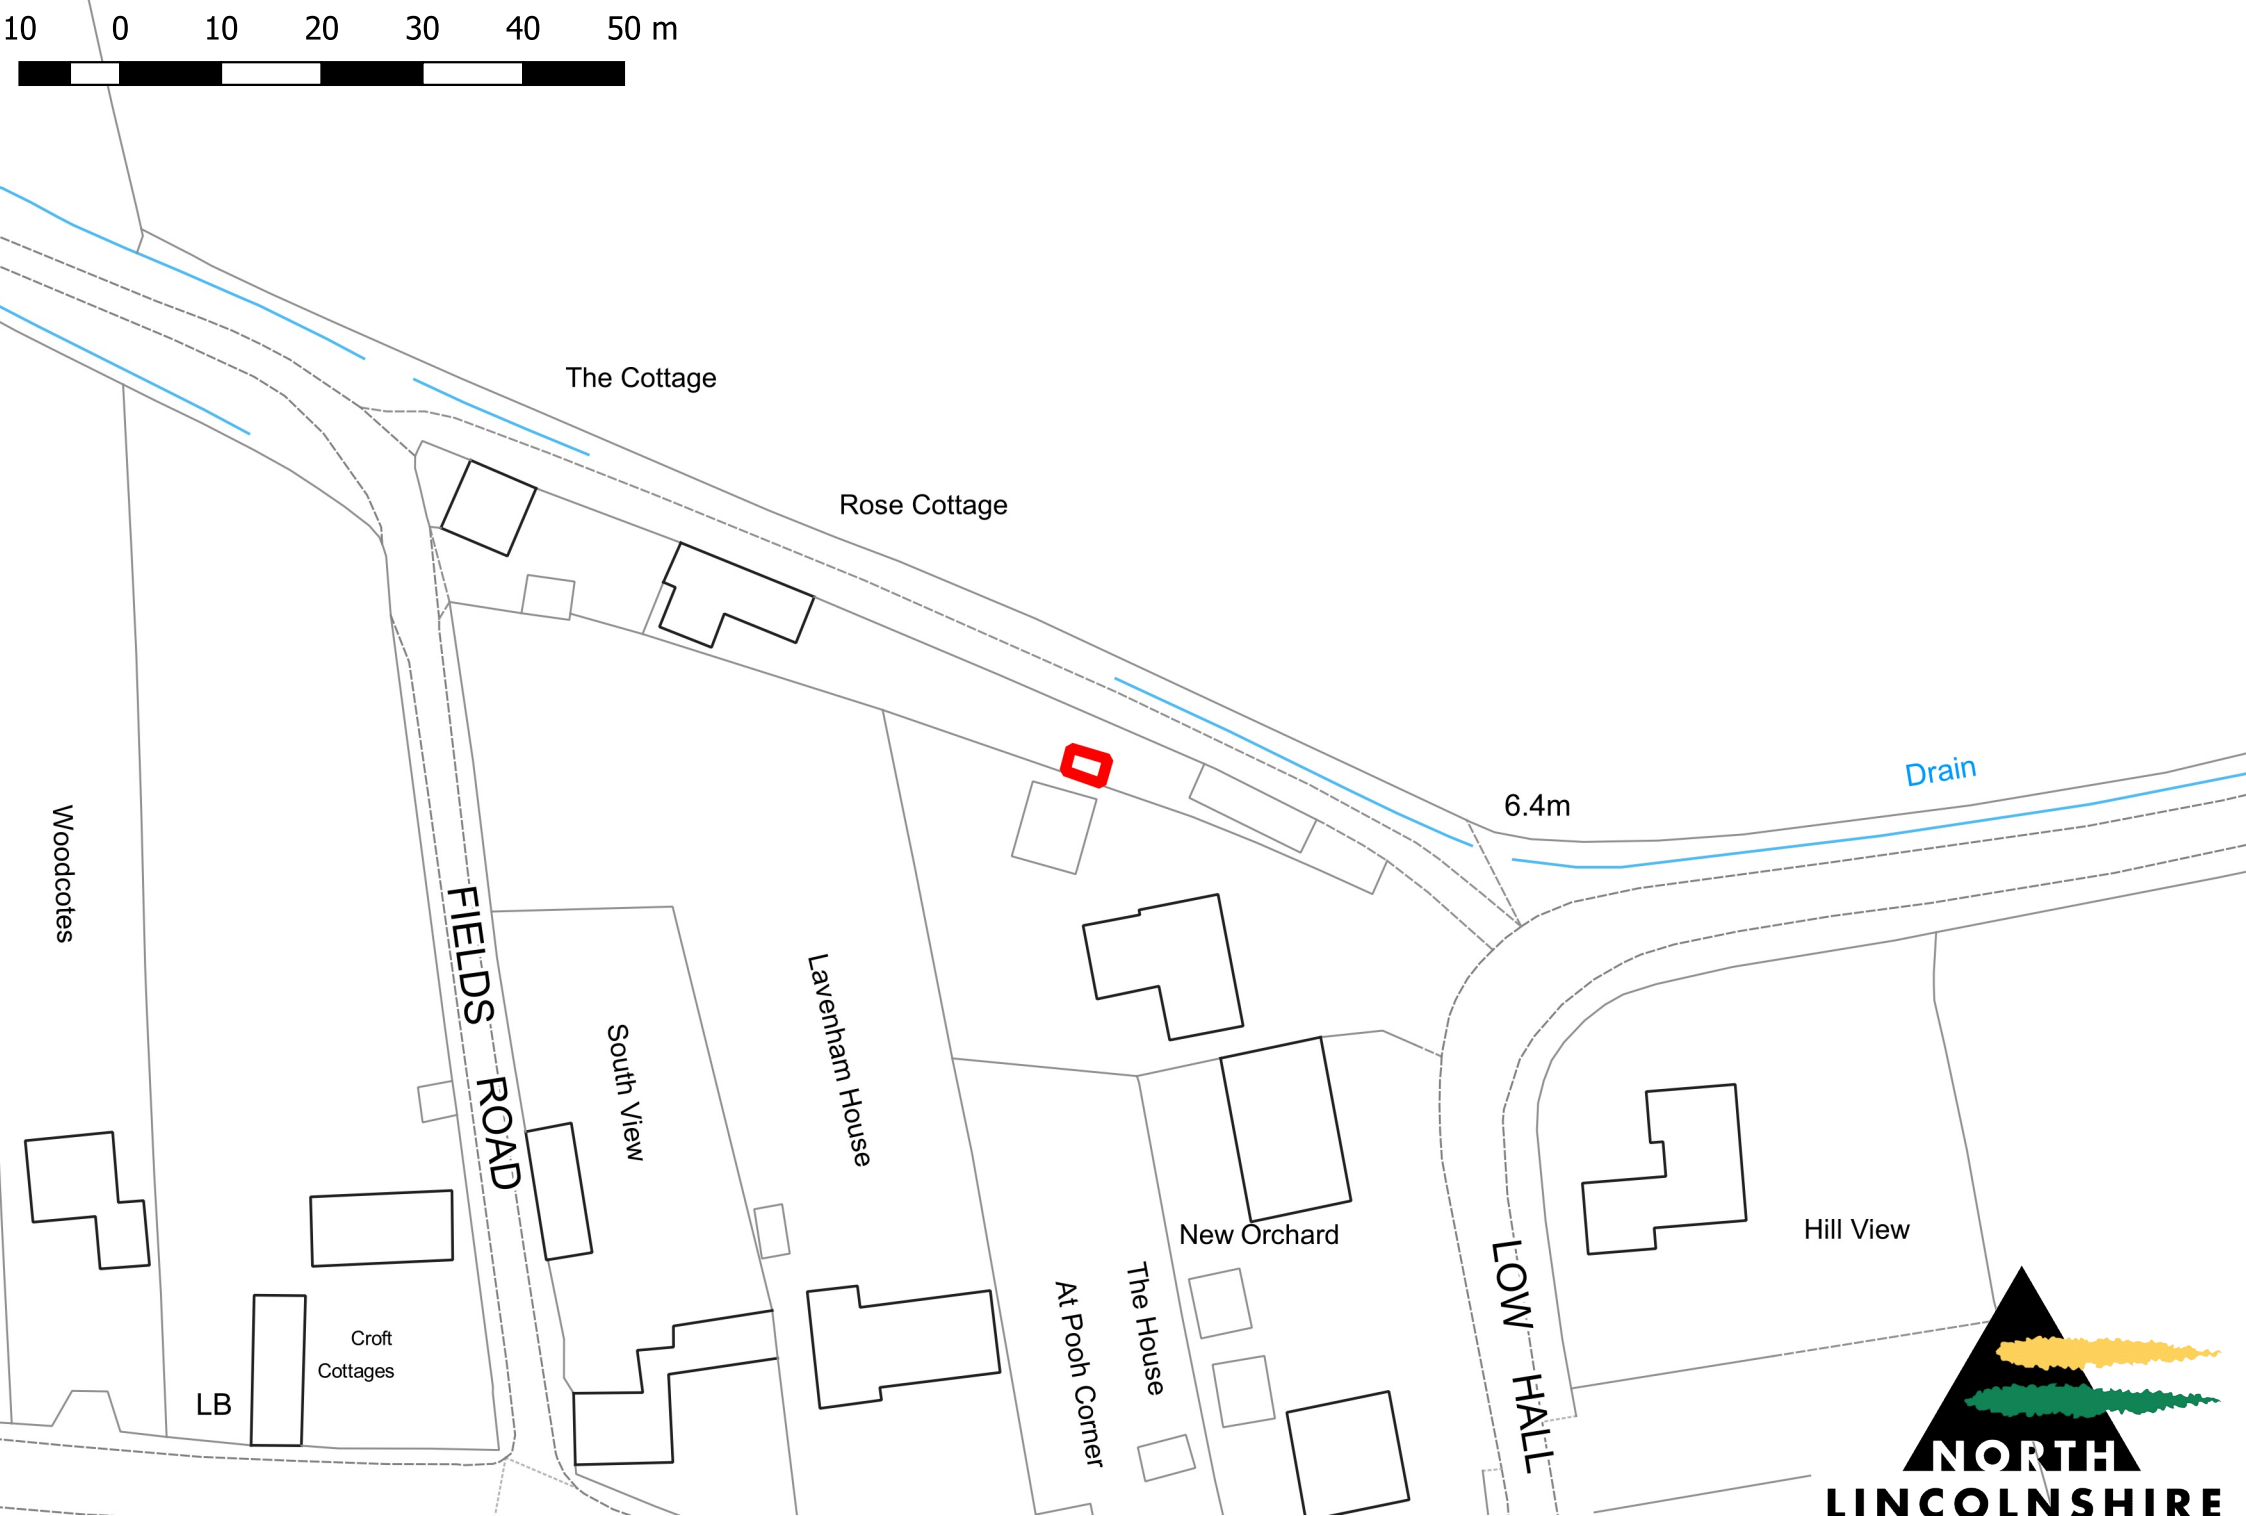 10 0 10 20 30 40 50 m
The Cottage
Rose Cottage
6.4m
Drain
Woodcotes
FIELDS ROAD
South View
Lavenham House
New Orchard
The House
At Pooh Corner
Hill View
LOW HALL
Croft
Cottages
LB
NORTH
LINCOLNSHIRE